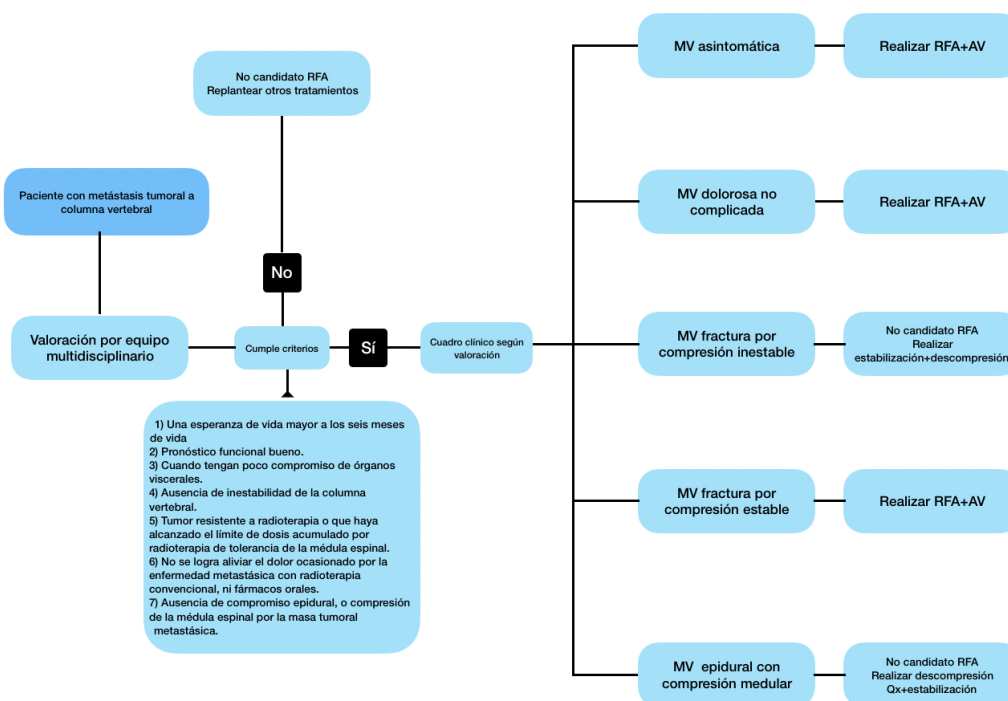 No candidato RFA
Replantear otros tratamientos
Paciente con metástasis tumoral a
columna vertebral
No
Valoración por equipo
multidisciplinario
Cumple criterios
Sí
Cuadro clínico según
valoración
1) Una esperanza de vida mayor a los seis meses
de vida
2) Pronóstico funcional bueno.
3) Cuando tengan poco compromiso de órganos
viscerales.
4) Ausencia de inestabilidad de la columna
vertebral.
5) Tumor resistente a radioterapia o que haya
alcanzado el límite de dosis acumulado por
radioterapia de tolerancia de la médula espinal.
6) No se logra aliviar el dolor ocasionado por la
enfermedad metastásica con radioterapia
convencional, ni fármacos orales.
7) Ausencia de compromiso epidural, o compresión
de la médula espinal por la masa tumoral
metastásica.
MV asintomática
Realizar RFA+AV
MV dolorosa no
complicada
Realizar RFA+AV
MV fractura por
compresión inestable
No candidato RFA
Realizar
estabilización+descompresión
MV fractura por
compresión estable
Realizar RFA+AV
MV epidural con
compresión medular
No candidato RFA
Realizar descompresión
Qx+estabilización